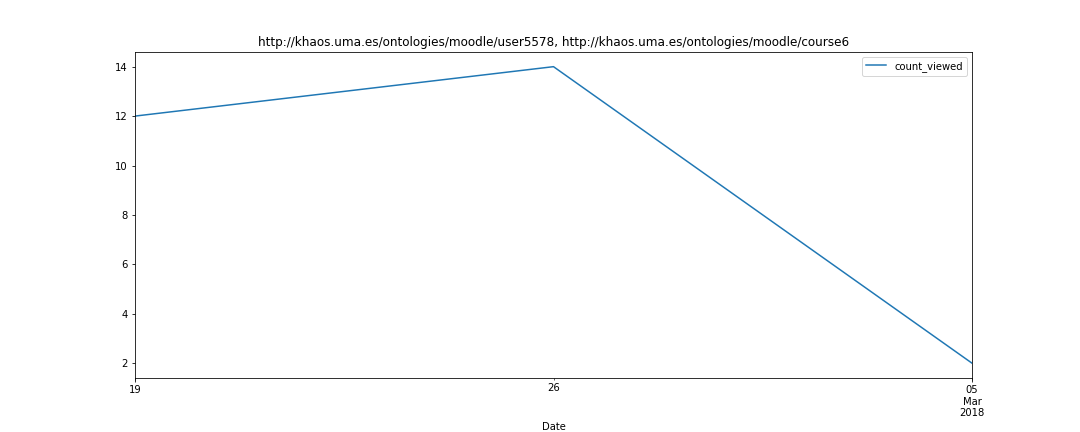 http://khaos.uma.es/ontologies/moodle/user5578, http://khaos.uma.es/ontologies/moodle/course6
count_viewed
14
12
10
8
6
4
2
19
26
05
Mar
2018
Date